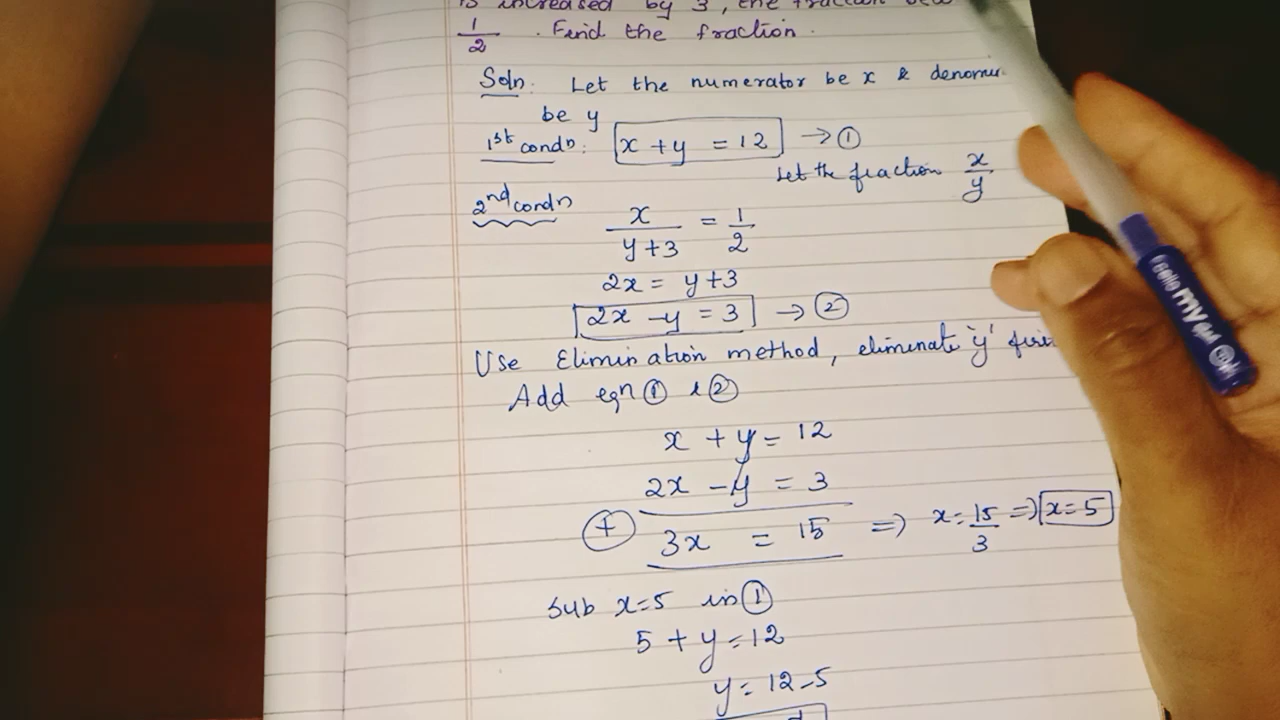 is increased by 3, the fraction
1/2 . Find the fraction.
Soln: Let the numerator be x &
be y
1st condn: x + y = 12 → ①
Let the fraction x/y
2nd condn
x/(y+3) = 1/2
2x = y+3
2x - y = 3 → ②
Use Elimination method, eliminate 'y'
Add eqn ① & ②
x + y = 12
2x - y = 3
+ 3x = 15 ⇒ x = 15/3 ⇒ x = 5
Sub x=5 in ①
5 + y = 12
y = 12-5
my